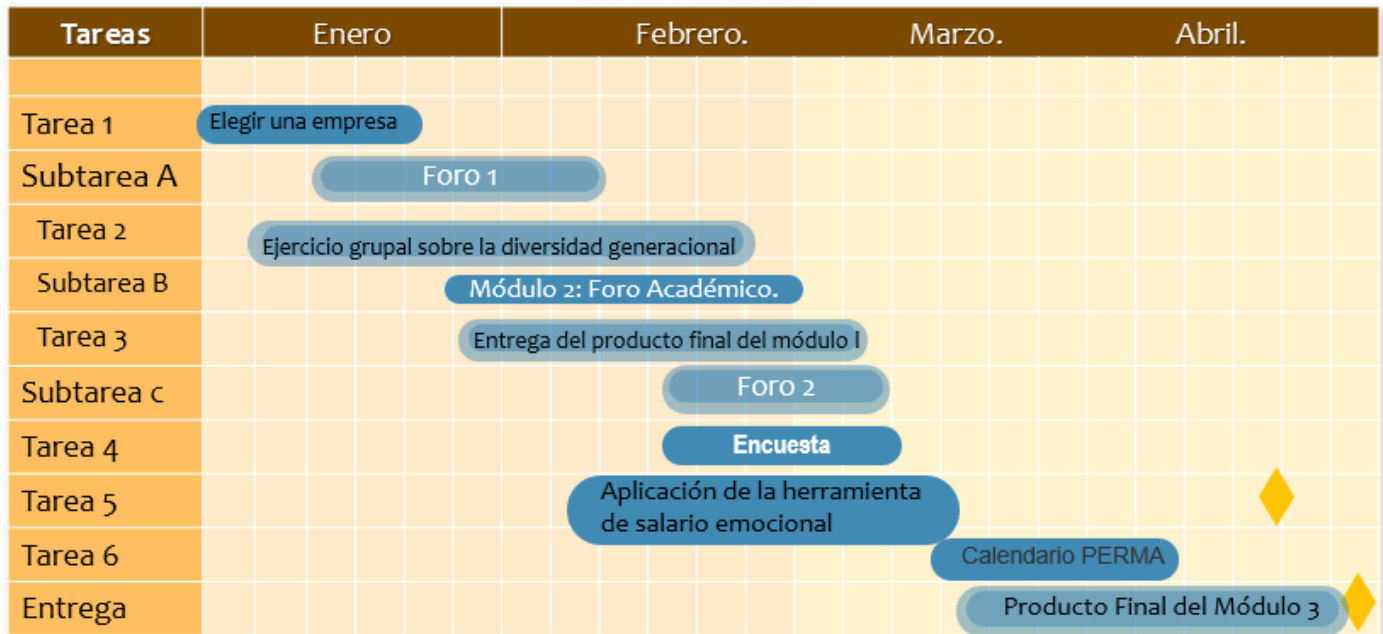 Tareas Enero Febrero. Marzo. Abril.
Tarea 1 Elegir una empresa
Subtarea A Foro 1
Tarea 2 Ejercicio grupal sobre la diversidad generacional
Subtarea B Módulo 2: Foro Académico.
Tarea 3 Entrega del producto final del módulo I
Subtarea c Foro 2
Tarea 4 Encuesta
Tarea 5 Aplicación de la herramienta
de salario emocional
Tarea 6 Calendario PERMA
Entrega Producto Final del Módulo 3